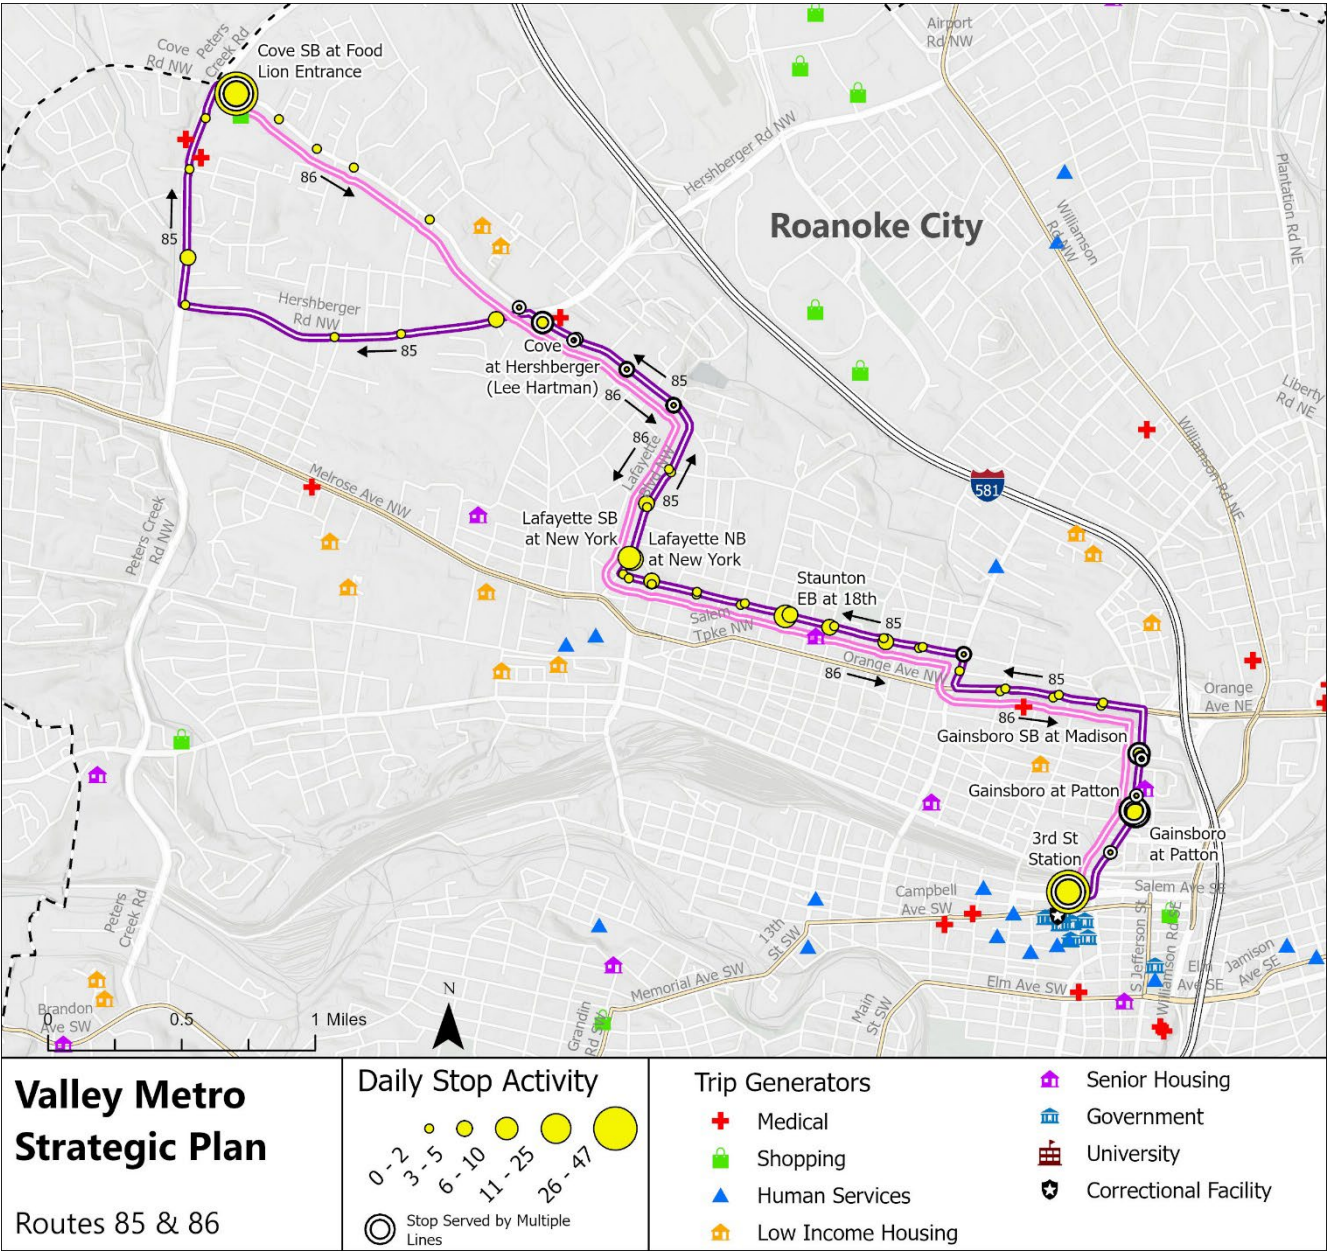 Cove
Rd NW
Peters
Creek Rd
Cove SB at Food
Lion Entrance
Airport
Rd NW
Hershberger Rd NW
Plantation Rd NE
86
Roanoke City
Williamson
Rd NW
85
Hershberger
Rd NW
85
Cove
at Hershberger
(Lee Hartman)
85
86
Liberty
Rd NE
86
Lafayette
Blvd NW
85
Williamson Rd NE
581
Melrose Ave NW
Peters Creek
Rd NW
Lafayette SB
at New York
Lafayette NB
at New York
Staunton
EB at 18th
85
Salem
Tpke NW
Orange Ave NW
86
85
Orange
Ave NE
86
Gainsboro SB at Madison
Gainsboro at Patton
3rd St
Station
Gainsboro
at Patton
Campbell
Ave SW
Salem Ave SE
Peters
Creek Rd
13th
St SW
S Jefferson St
Williamson Rd SE
Elm
Ave SE
Jamison
Ave SE
Memorial Ave SW
Elm Ave SW
Main
St SW
Grandin
Rd SW
Brandon
Ave SW
N
0
0.5
1 Miles
Valley Metro
Strategic Plan
Routes 85 & 86
Daily Stop Activity
0 - 2
3 - 5
6 - 10
11 - 25
26 - 47
Stop Served by Multiple
Lines
Trip Generators
Medical
Shopping
Human Services
Low Income Housing
Senior Housing
Government
University
Correctional Facility